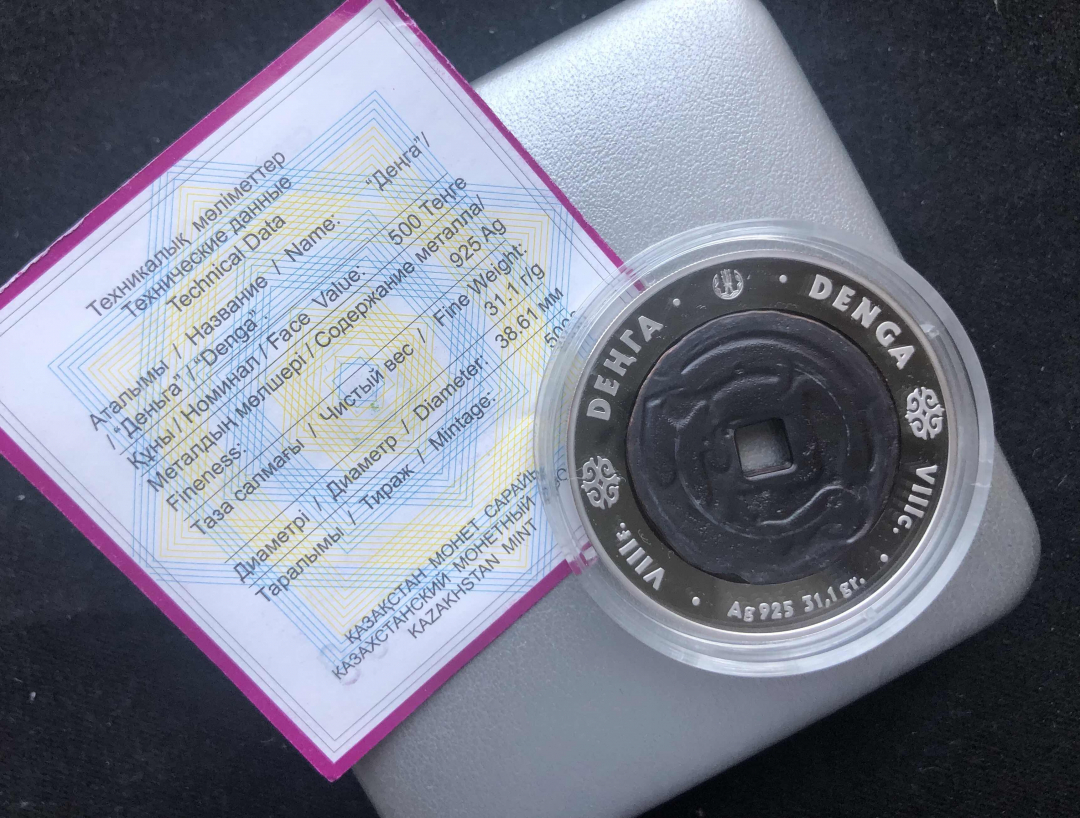 Техникалық мәліметтер
Технические данные
Technical Data
Аталымы / Название / Name: "Денга"/
/ "Деньга" / "Denga"
Құны / Номинал / Face Value: 500 Теңге
Металдың мөлшері / Содержание металла/
Fineness: 925 Ag
Таза салмағы / Чистый вес / Fine Weight: 31.1 г/g
Диаметрі / Диаметр / Diameter: 38.61 мм
Таралымы / Тираж / Mintage:
ҚАЗАҚСТАН МОНЕТ САРАЙЫ
КАЗАХСТАНСКИЙ МОНЕТНЫЙ
KAZAKHSTAN MINT
ДЕНГА
DENGA
VIIIғ.
VIIIc.
Ag 925 31,1 gr.